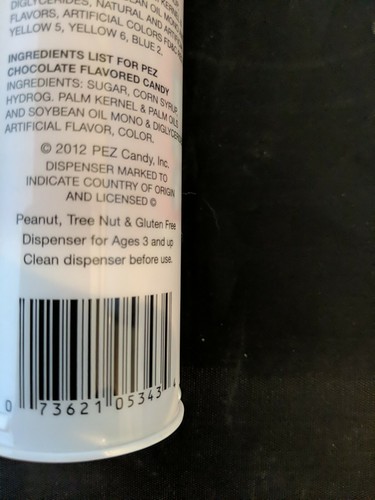 DIGLYCERIDES, NATURAL AND
FLAVORS, ARTIFICIAL COLORS
YELLOW 5, YELLOW 6, BLUE 2.
INGREDIENTS LIST FOR PEZ
CHOCOLATE FLAVORED CANDY
INGREDIENTS: SUGAR, CORN SYRUP,
HYDROG. PALM KERNEL & PALM OILS
AND SOYBEAN OIL MONO &
ARTIFICIAL FLAVOR, COLOR.
© 2012 PEZ Candy, Inc.
DISPENSER MARKED TO
INDICATE COUNTRY OF ORIGIN
AND LICENSED ©
Peanut, Tree Nut & Gluten Free
Dispenser for Ages 3 and up
Clean dispenser before use.
0 73621 05343